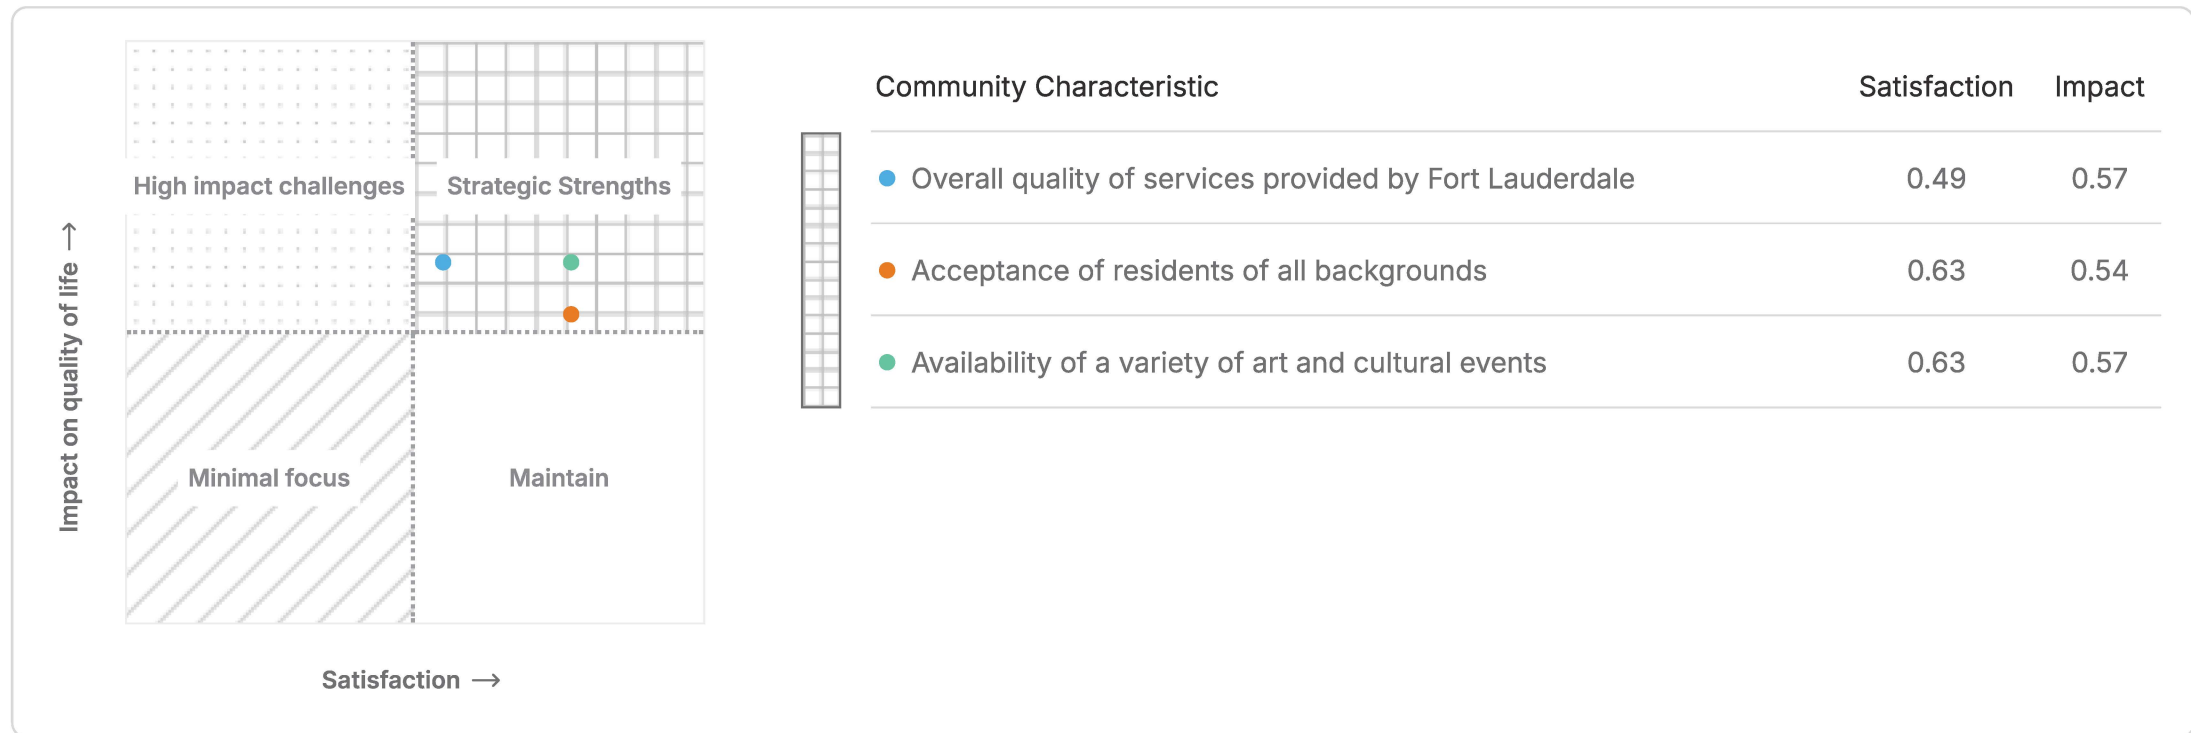 High impact challenges
Strategic Strengths
Minimal focus
Maintain
Impact on quality of life →
Satisfaction →
Community Characteristic Satisfaction Impact
Overall quality of services provided by Fort Lauderdale 0.49 0.57
Acceptance of residents of all backgrounds 0.63 0.54
Availability of a variety of art and cultural events 0.63 0.57